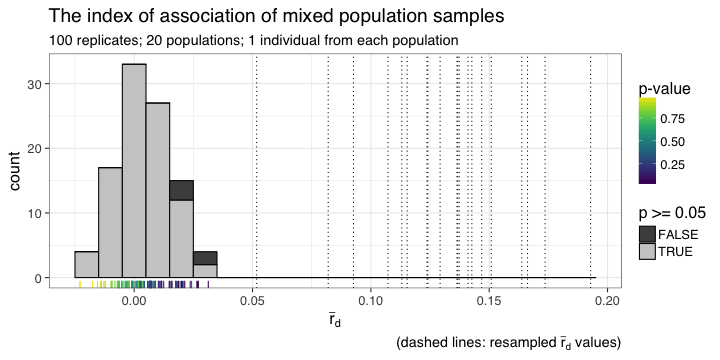 The index of association of mixed population samples
100 replicates; 20 populations; 1 individual from each population
30
20
10
0
count
0.00 0.05 0.10 0.15 0.20
r̄d
(dashed lines: resampled r̄d values)
p-value
0.75
0.50
0.25
p >= 0.05
FALSE
TRUE